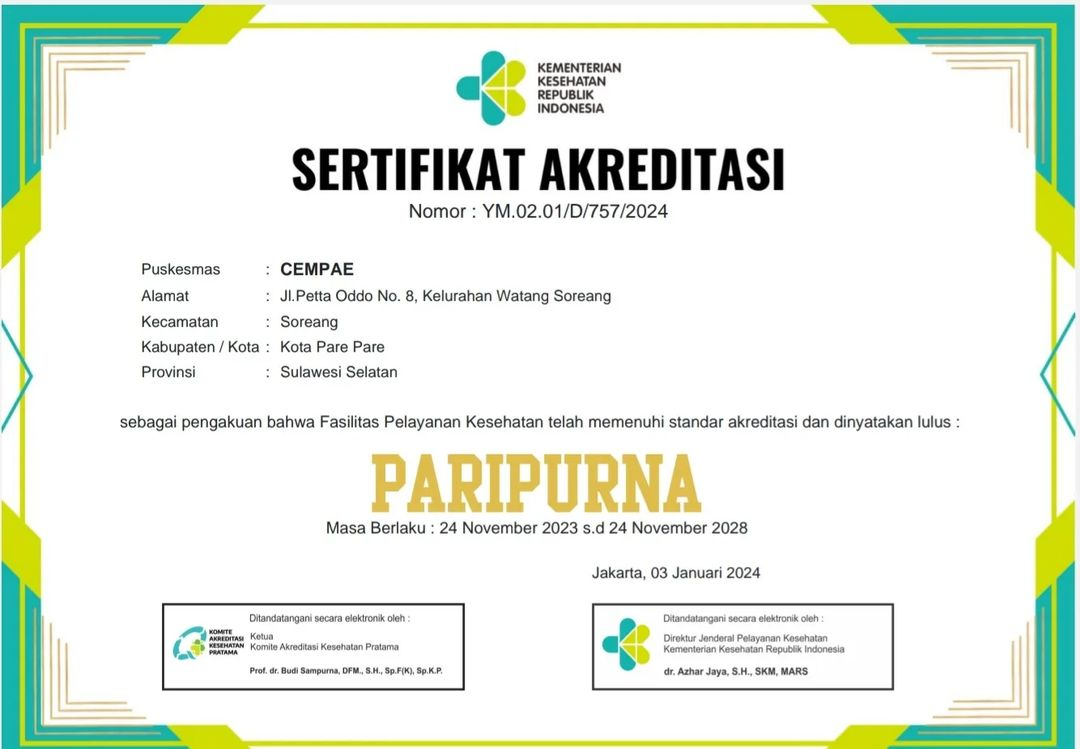 KEMENTERIAN
KESEHATAN
REPUBLIK
INDONESIA
SERTIFIKAT AKREDITASI
Nomor : YM.02.01/D/757/2024
Puskesmas : CEMPAE
Alamat : Jl.Petta Oddo No. 8, Kelurahan Watang Soreang
Kecamatan : Soreang
Kabupaten / Kota : Kota Pare Pare
Provinsi : Sulawesi Selatan
sebagai pengakuan bahwa Fasilitas Pelayanan Kesehatan telah memenuhi standar akreditasi dan dinyatakan lulus :
PARIPURNA
Masa Berlaku : 24 November 2023 s.d 24 November 2028
Jakarta, 03 Januari 2024
KOMITE
AKREDITASI
KESEHATAN
PRATAMA
Ditandatangani secara elektronik oleh :
Ketua
Komite Akreditasi Kesehatan Pratama
Prof. dr. Budi Sampurna, DFM., S.H., Sp.F(K), Sp.K.P.
Ditandatangani secara elektronik oleh :
Direktur Jenderal Pelayanan Kesehatan
Kementerian Kesehatan Republik Indonesia
dr. Azhar Jaya, S.H., SKM, MARS